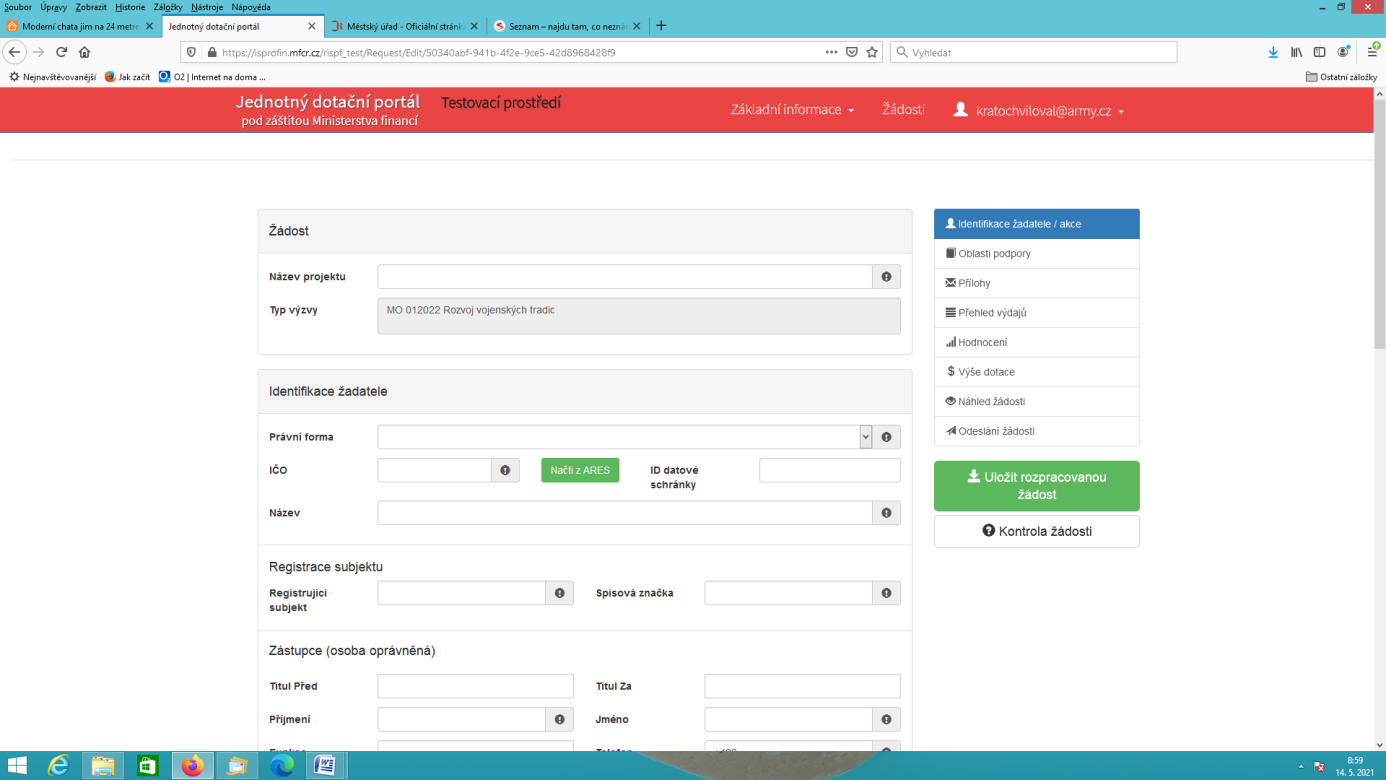 Soubor Úpravy Zobrazit Historie Záložky Nástroje Nápověda
Moderní chata jim na 24 metre
Jednotný dotační portál
Městský úřad - Oficiální stránk
Seznam – najdu tam, co nezná
https://isprofin.mfcr.cz/rispf_test/Request/Edit/50340abf-941b-4f2e-9ce5-42d8968428f9
Vyhledat
Nejnavštěvovanější Jak začít O2 | Internet na doma ...
Ostatní záložky
Jednotný dotační portál
pod záštitou Ministerstva financí
Testovací prostředí
Základní informace
Žádosti
kratochviloval@army.cz
Žádost
Název projektu
Typ výzvy MO 012022 Rozvoj vojenských tradic
Identifikace žadatele
Právní forma
IČO Načti z ARES ID datové
schránky
Název
Registrace subjektu
Registrující
subjekt
Spisová značka
Zástupce (osoba oprávněná)
Titul Před Titul Za
Příjmení Jméno
Identifikace žadatele / akce
Oblasti podpory
Přílohy
Přehled výdajů
Hodnocení
Výše dotace
Náhled žádosti
Odeslání žádosti
Uložit rozpracovanou
žádost
Kontrola žádosti
8:59
14. 5. 2021